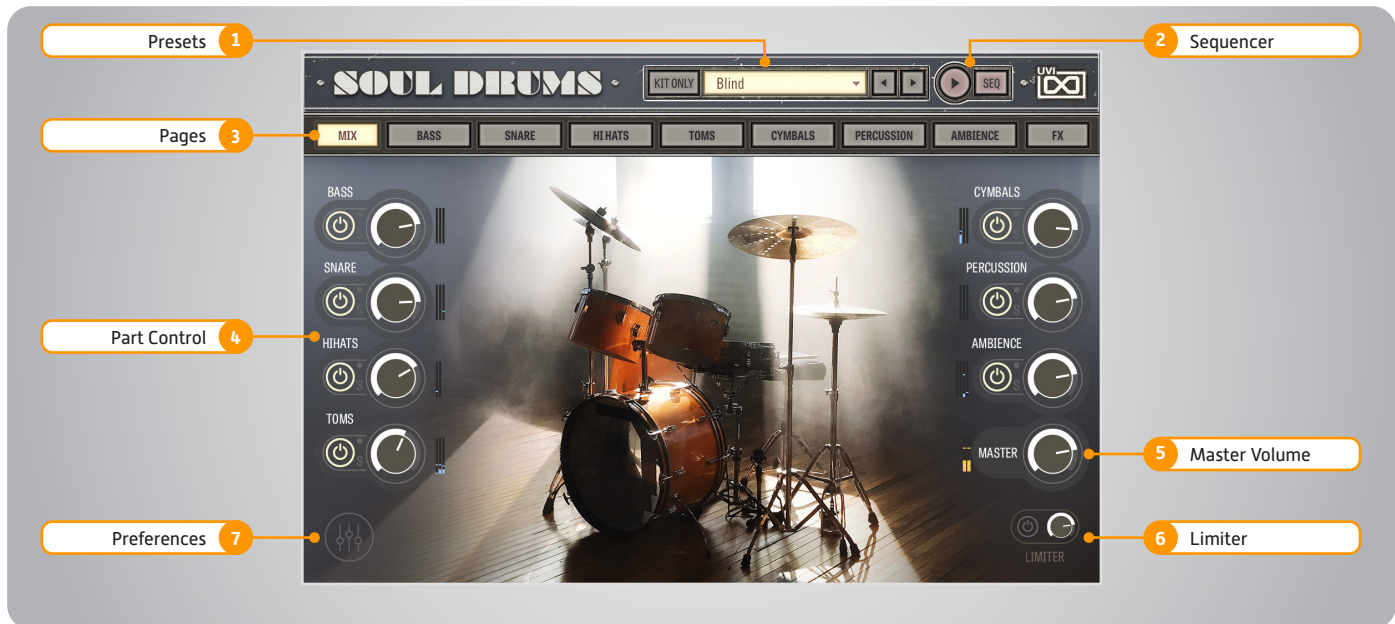 Presets 1
2 Sequencer
SOUL DRUMS
KIT ONLY
Blind
SEQ
UVI
Pages 3
MIX
BASS
SNARE
HI HATS
TOMS
CYMBALS
PERCUSSION
AMBIENCE
FX
BASS
S
CYMBALS
S
SNARE
S
PERCUSSION
S
Part Control 4
HIHATS
S
AMBIENCE
S
TOMS
S
MASTER
5 Master Volume
Preferences 7
6 Limiter
LIMITER